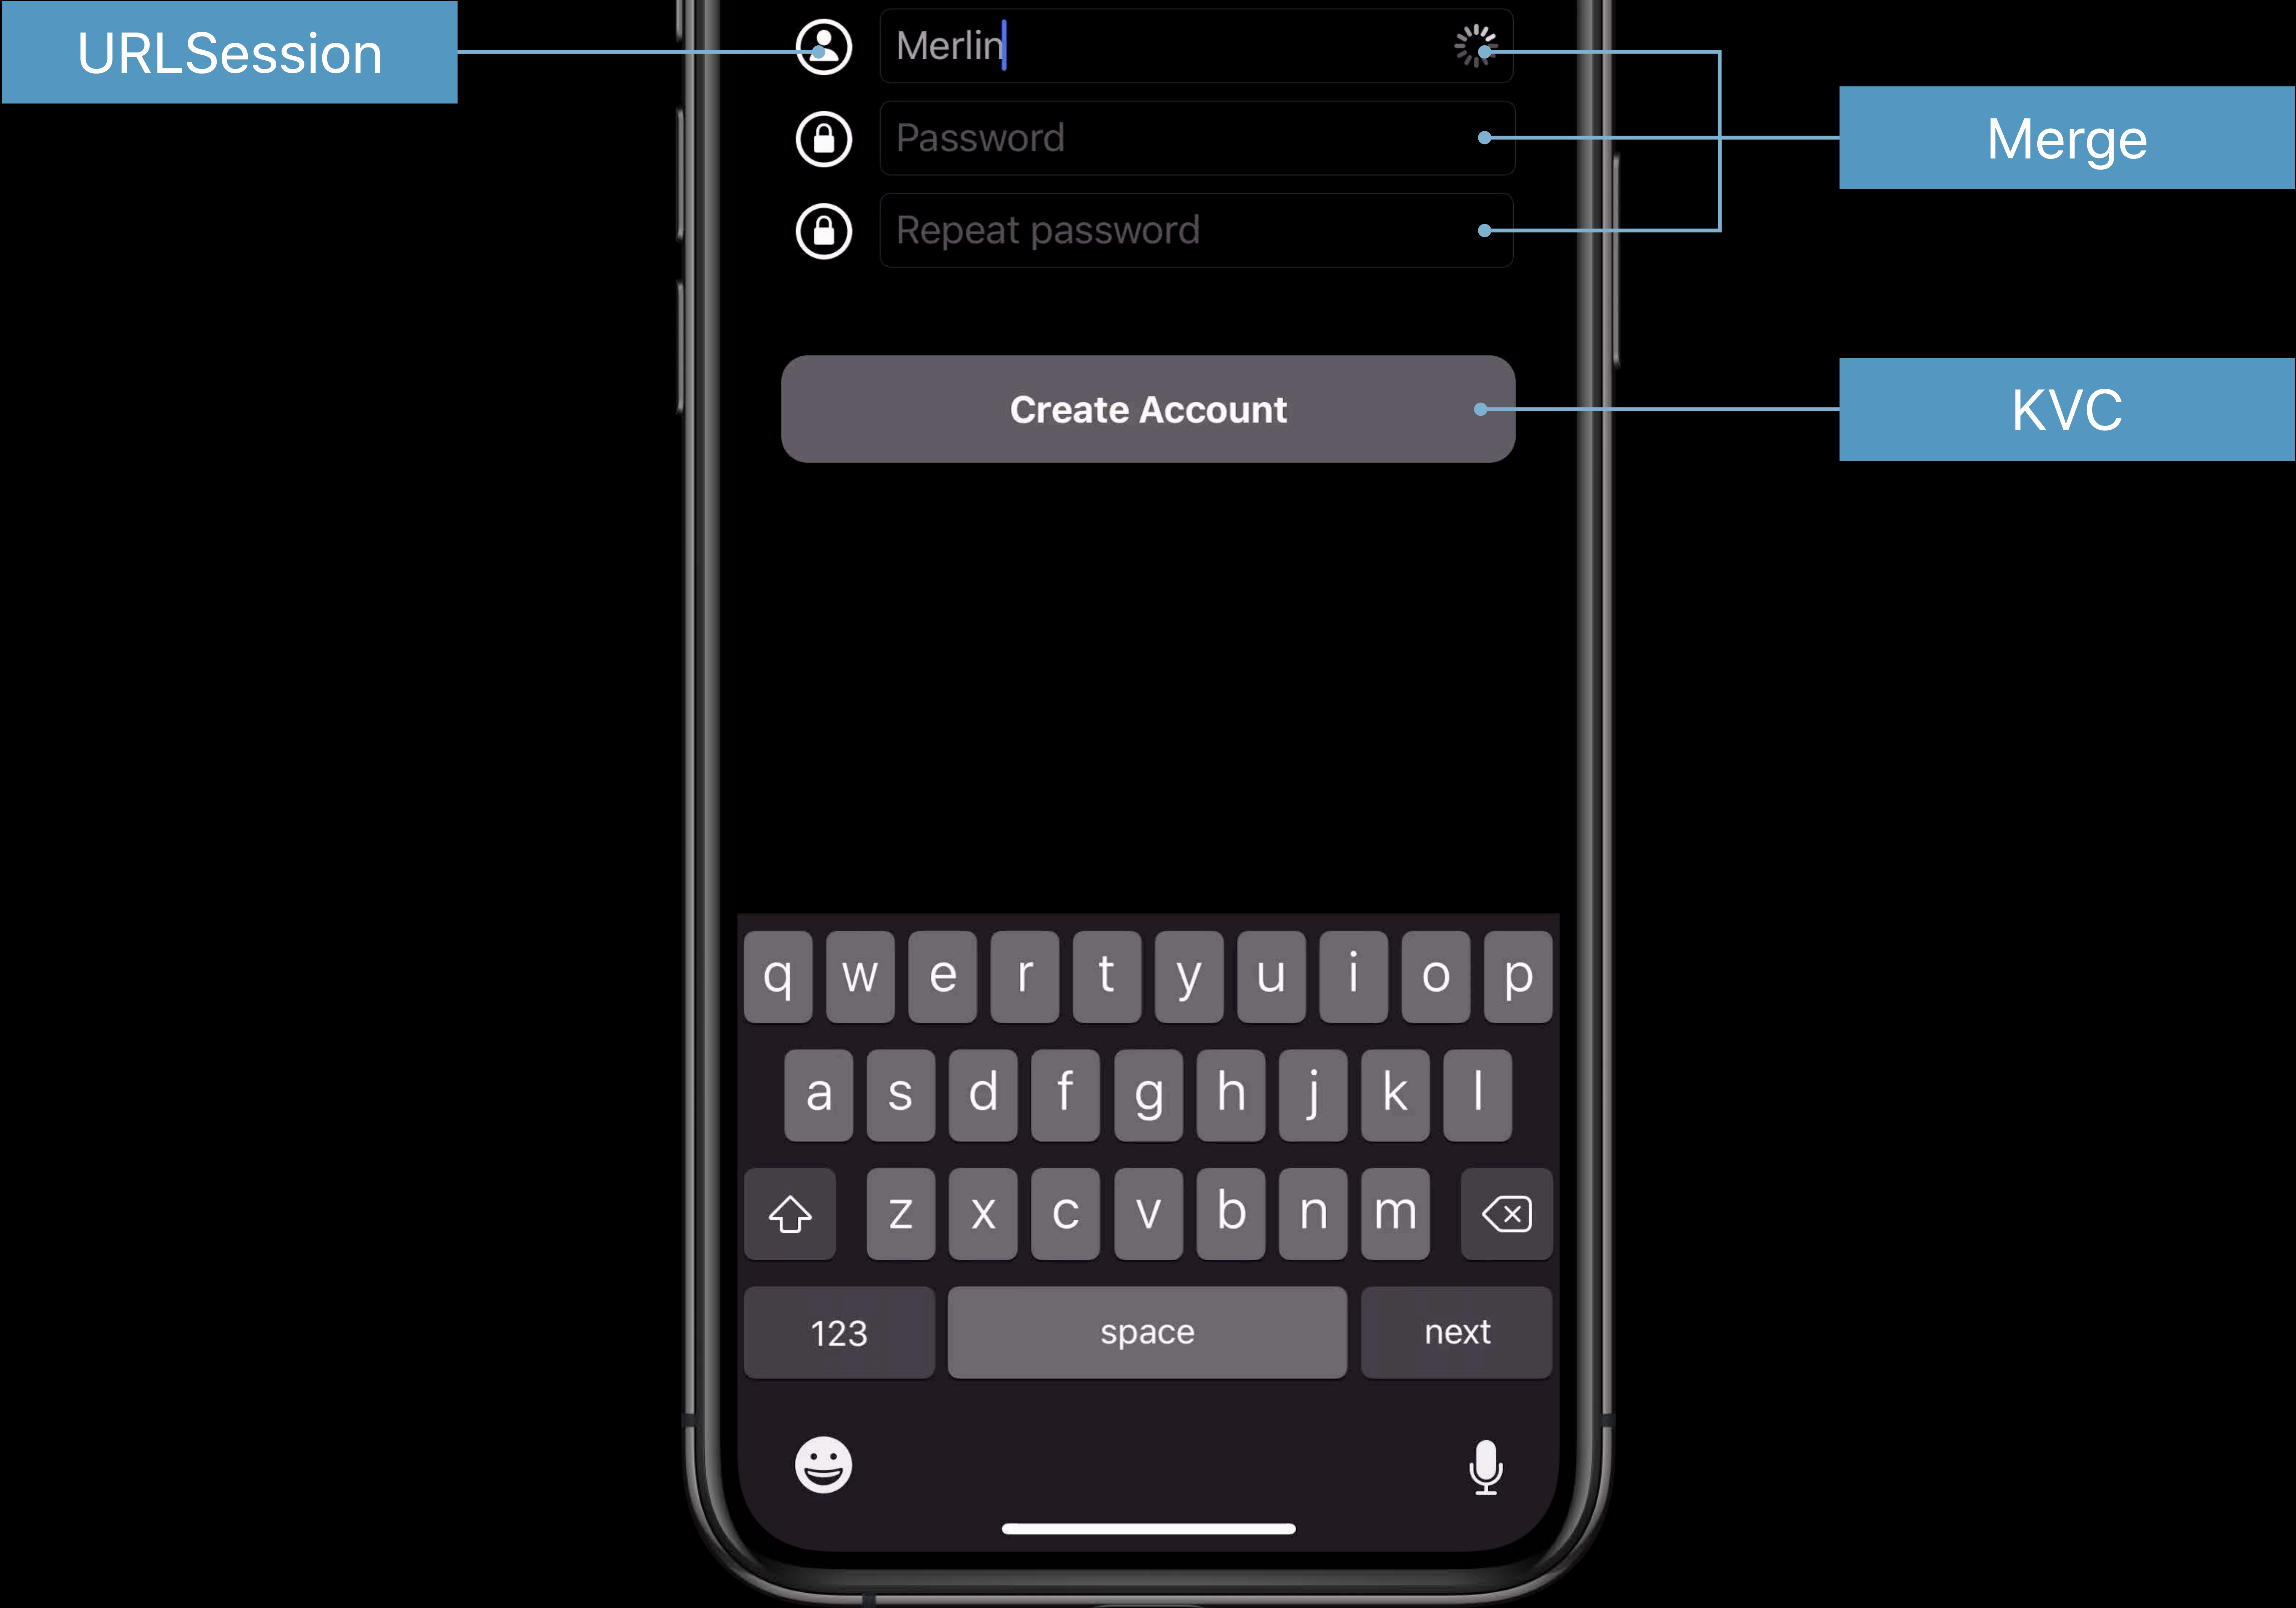 URLSession
Merlin
Password
Merge
Repeat password
Create Account
KVC
q w e r t y u i o p
a s d f g h j k l
z x c v b n m
123 space next